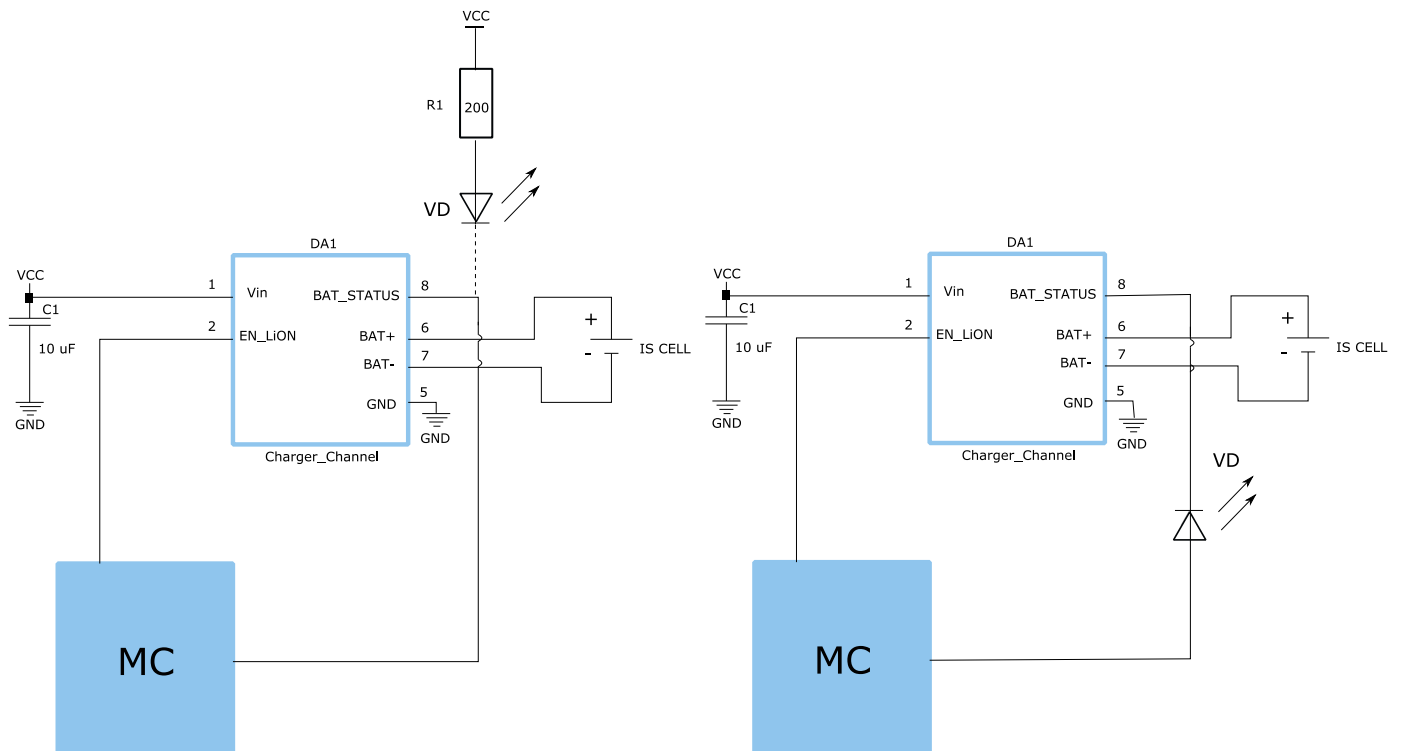 VCC
R1
200
VD
DA1
VCC
1
Vin
BAT_STATUS
8
C1
2
EN_LiON
10 uF
BAT+
6
BAT-
7
+
-
IS CELL
GND
5
GND
GND
Charger_Channel
MC
DA1
VCC
1
Vin
BAT_STATUS
8
C1
2
EN_LiON
10 uF
BAT+
6
BAT-
7
+
-
IS CELL
GND
5
GND
GND
Charger_Channel
VD
MC